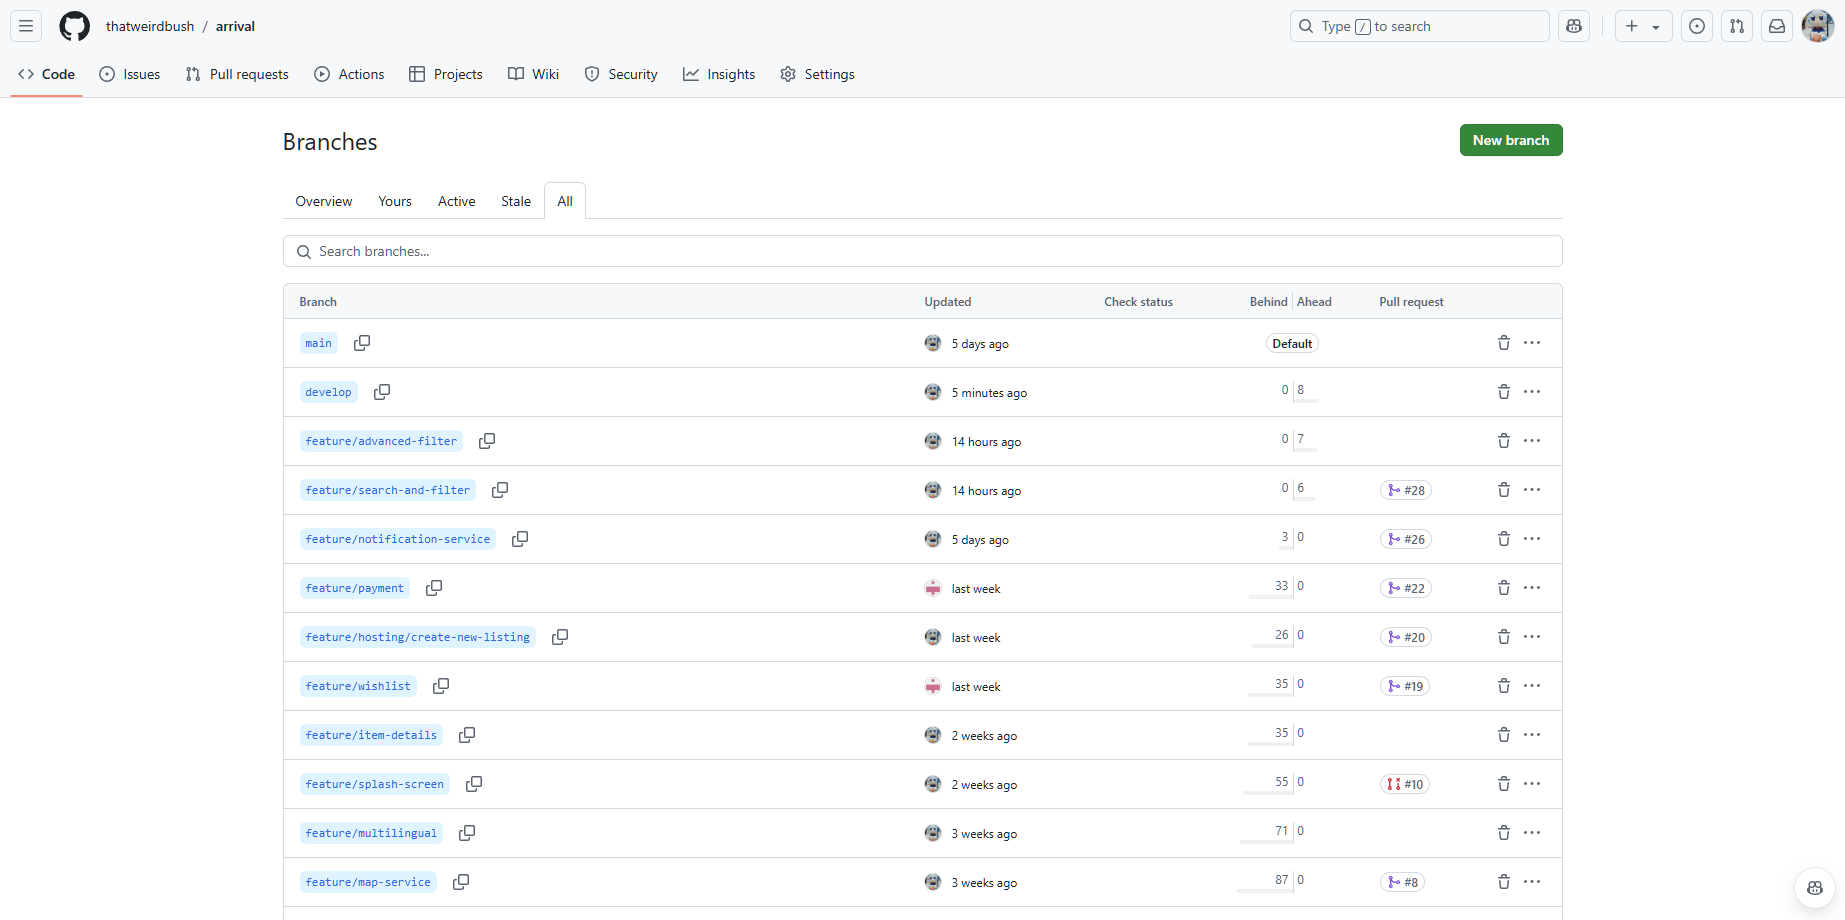 thatweirdbush / arrival
Type / to search
Code Issues Pull requests Actions Projects Wiki Security Insights Settings
Branches
New branch
Overview Yours Active Stale All
Search branches...
Branch Updated Check status Behind Ahead Pull request
main 5 days ago Default
develop 5 minutes ago 0 8
feature/advanced-filter 14 hours ago 0 7
feature/search-and-filter 14 hours ago 0 6 #28
feature/notification-service 5 days ago 3 0 #26
feature/payment last week 33 0 #22
feature/hosting/create-new-listing last week 26 0 #20
feature/wishlist last week 35 0 #19
feature/item-details 2 weeks ago 35 0
feature/splash-screen 2 weeks ago 55 0 #10
feature/multilingual 3 weeks ago 71 0
feature/map-service 3 weeks ago 87 0 #8